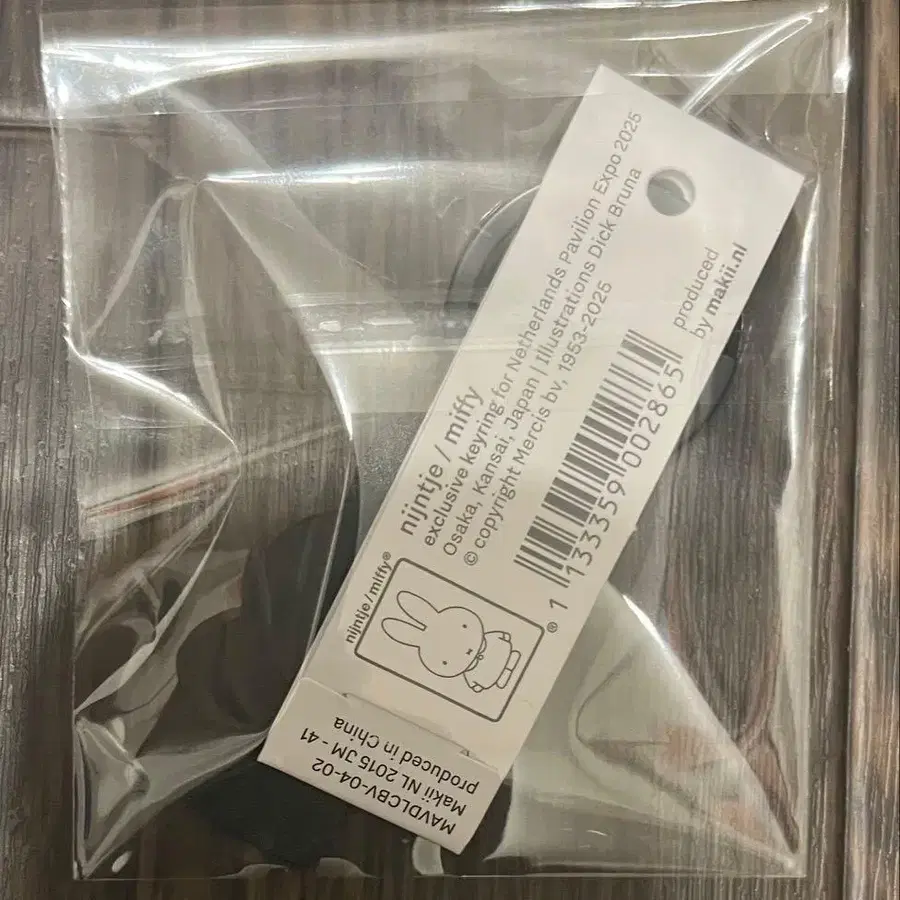 nijntje / miffy
exclusive keyring for Netherlands Pavilion Expo 2025
Osaka, Kansai, Japan | Illustrations Dick Bruna
© copyright Mercis bv, 1953-2025
1 133359 002865
produced
by makii.nl
nijntje / miffy®
®
MAVDLCBV-04-02
Makii NL 2015 JM - 41
produced in China